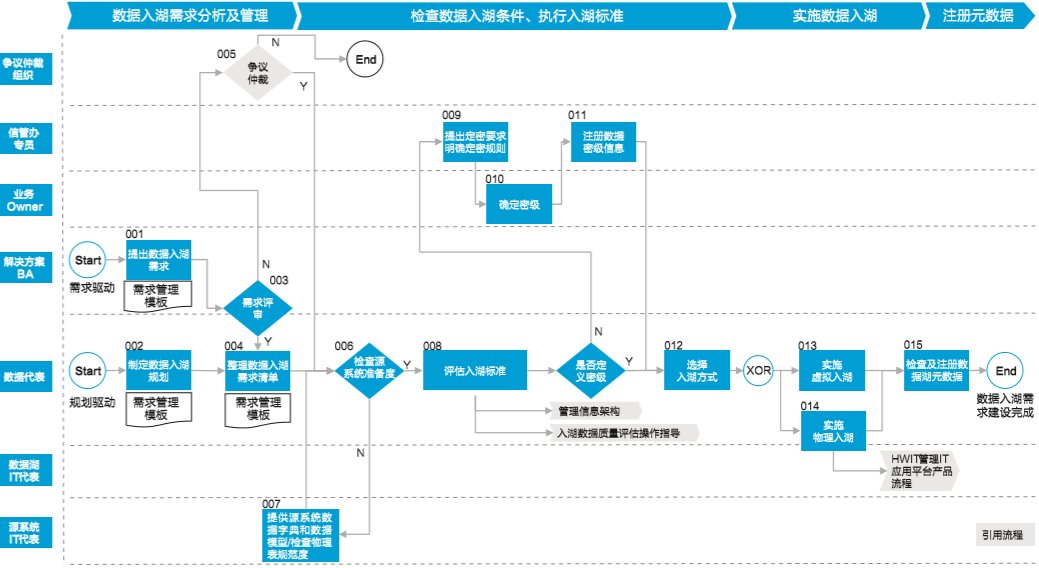 数据入湖需求分析及管理
检查数据入湖条件、执行入湖标准
实施数据入湖
注册元数据
争议仲裁
组织
005
争议
仲裁
N
Y
End
信管办
专员
009
提出定密要求
明确定密规则
011
注册数据
密级信息
业务
Owner
010
确定密级
解决方案
BA
Start
需求驱动
001
提出数据入湖
需求
需求管理
模板
N
003
需求评
审
Y
数据代表
Start
规划驱动
002
制定数据入湖
规划
需求管理
模板
004
整理数据入湖
需求清单
需求管理
模板
006
检查源
系统准备度
Y
N
008
评估入湖标准
管理信息架构
入湖数据质量评估操作指导
N
是否定
义密级
Y
012
选择
入湖方式
XOR
013
实施
虚拟入湖
014
实施
物理入湖
015
检查及注册数
据湖元数据
End
数据入湖需
求建设完成
数据湖
IT代表
HWIT管理IT
应用平台产品
流程
源系统
IT代表
007
提供源系统数
据字典和数据
模型/检查物理
表规范度
引用流程